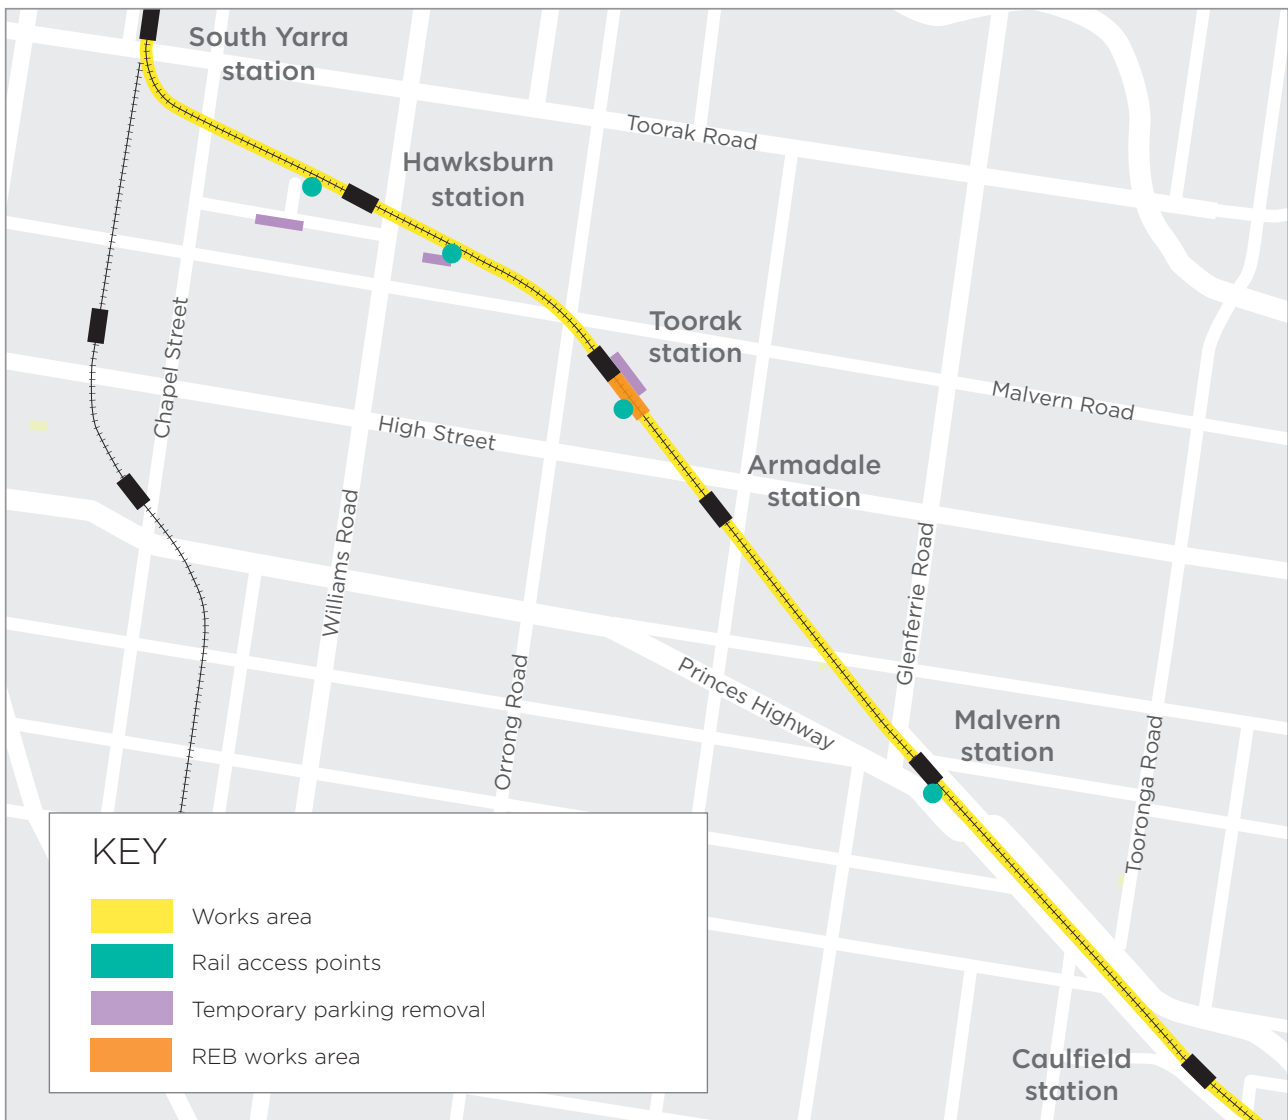 South Yarra
station
Toorak Road
Hawksburn
station
Toorak
station
Chapel Street
Malvern Road
High Street
Armadale
station
Williams Road
Glenferrie Road
Princes Highway
Orrong Road
Malvern
station
Tooronga Road
KEY
Works area
Rail access points
Temporary parking removal
REB works area
Caulfield
station